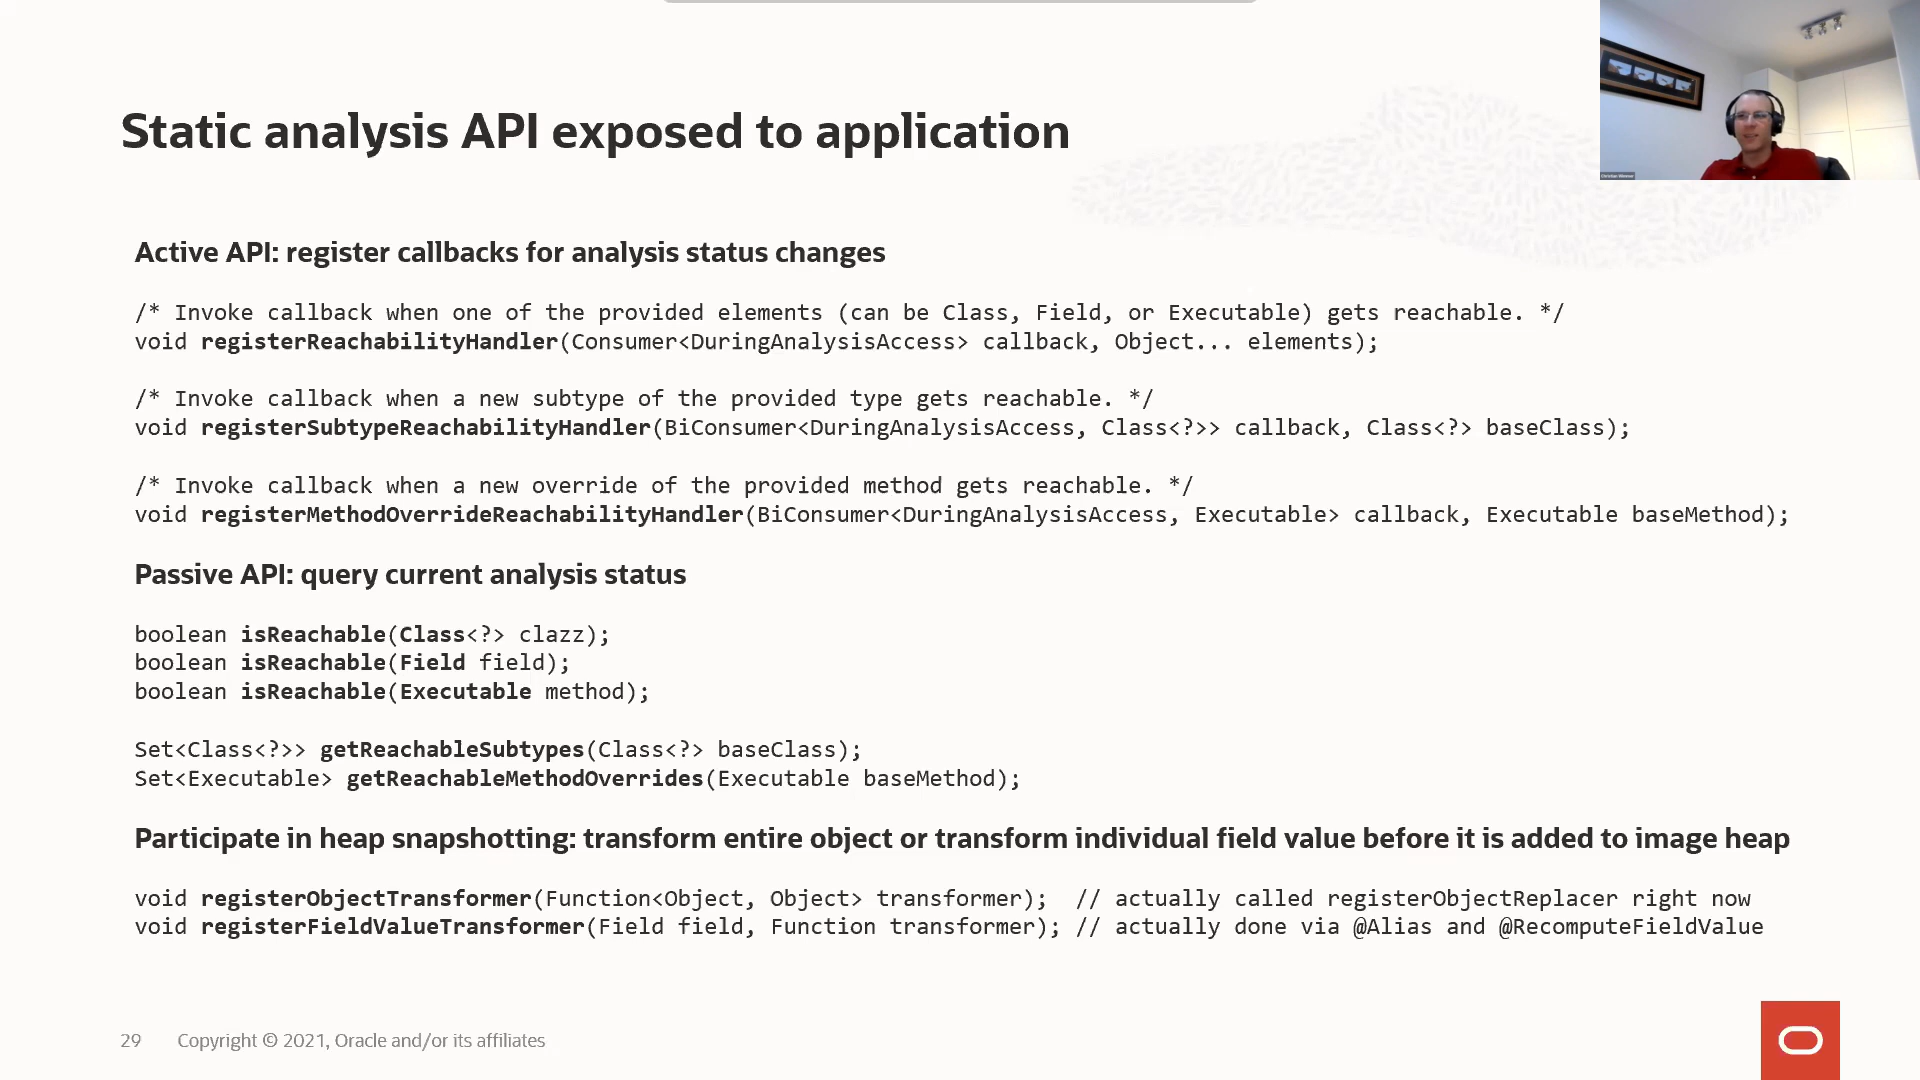 Static analysis API exposed to application
Christian Wimmer
Active API: register callbacks for analysis status changes
/* Invoke callback when one of the provided elements (can be Class, Field, or Executable) gets reachable. */
void registerReachabilityHandler(Consumer<DuringAnalysisAccess> callback, Object... elements);
/* Invoke callback when a new subtype of the provided type gets reachable. */
void registerSubtypeReachabilityHandler(BiConsumer<DuringAnalysisAccess, Class<?>> callback, Class<?> baseClass);
/* Invoke callback when a new override of the provided method gets reachable. */
void registerMethodOverrideReachabilityHandler(BiConsumer<DuringAnalysisAccess, Executable> callback, Executable baseMethod);
Passive API: query current analysis status
boolean isReachable(Class<?> clazz);
boolean isReachable(Field field);
boolean isReachable(Executable method);
Set<Class<?>> getReachableSubtypes(Class<?> baseClass);
Set<Executable> getReachableMethodOverrides(Executable baseMethod);
Participate in heap snapshotting: transform entire object or transform individual field value before it is added to image heap
void registerObjectTransformer(Function<Object, Object> transformer);  // actually called registerObjectReplacer right now
void registerFieldValueTransformer(Field field, Function transformer); // actually done via @Alias and @RecomputeFieldValue
29 Copyright © 2021, Oracle and/or its affiliates